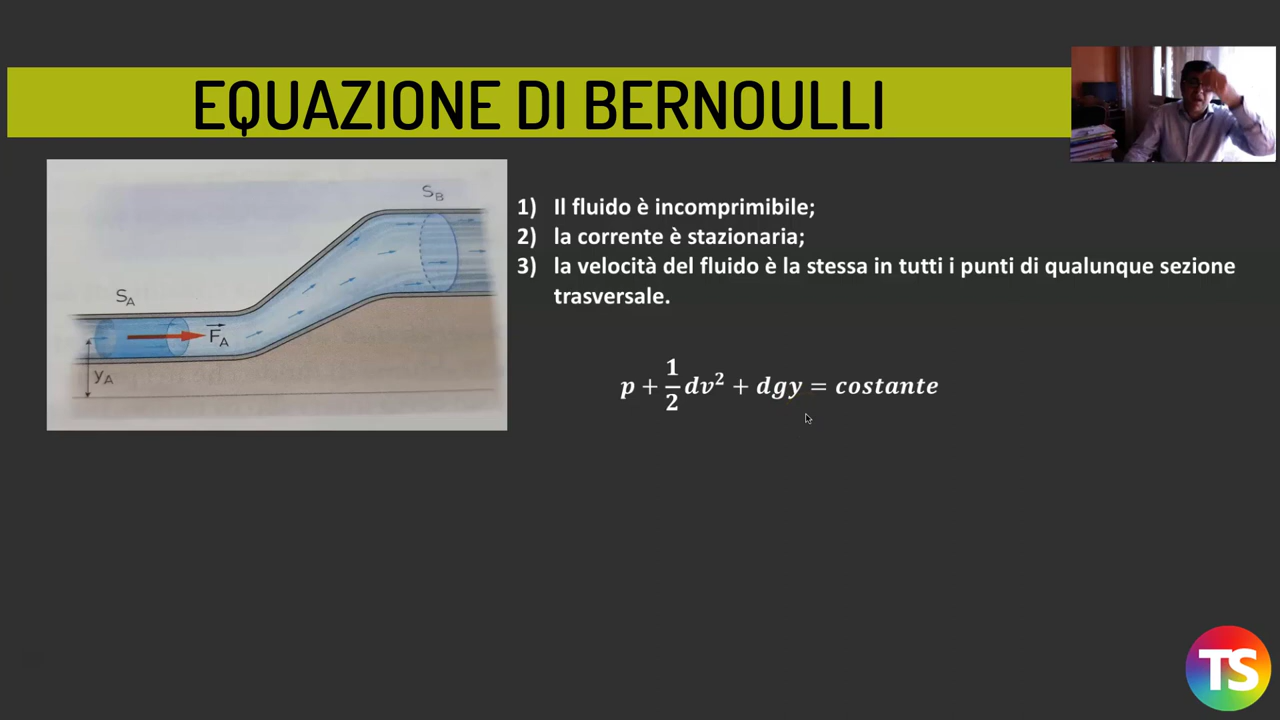 EQUAZIONE DI BERNOULLI
S_B
S_A
F_A
y_A
1) Il fluido è incomprimibile;
2) la corrente è stazionaria;
3) la velocità del fluido è la stessa in tutti i punti di qualunque sezione
trasversale.
p + 1/2 dv² + dgy = costante
TS